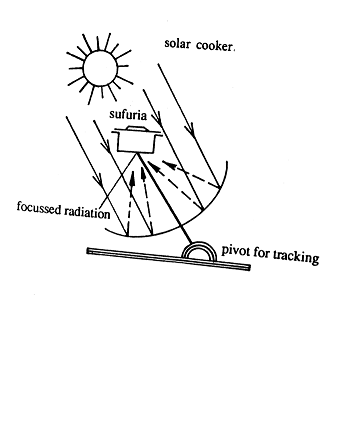 solar cooker.
sufuria
focussed radiation
pivot for tracking